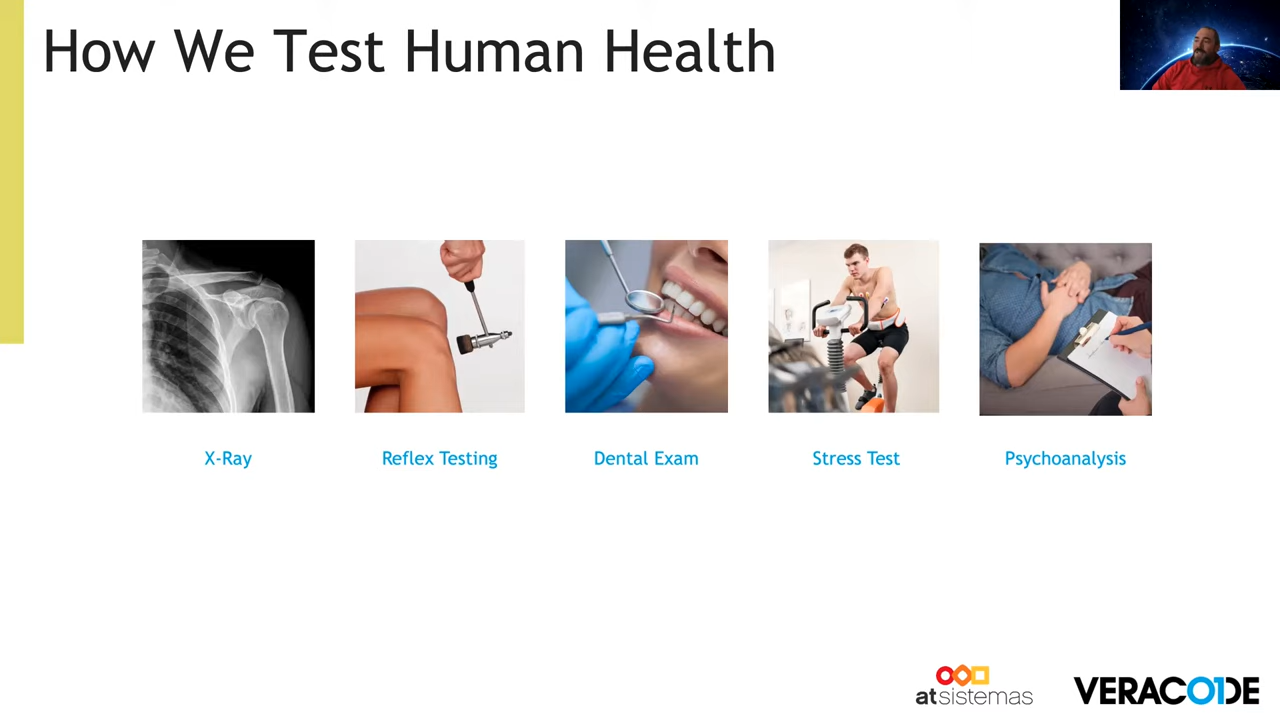 How We Test Human Health
X-Ray
Reflex Testing
Dental Exam
Stress Test
Psychoanalysis
atsistemas
VERACODE